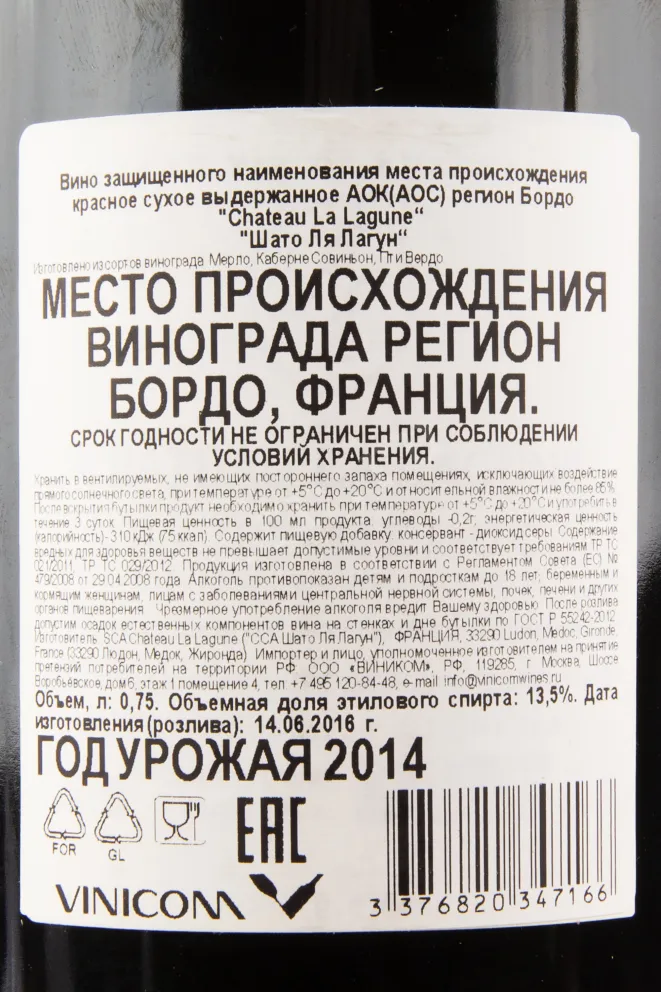 Вино защищенного наименования места происхождения
красное сухое выдержанное АОК(АОС) регион Бордо
"Chateau La Lagune“
"Шато Ля Лагун“
Изготовлено из сортов винограда: Мерло, Каберне Совиньон, Пти Вердо
МЕСТО ПРОИСХОЖДЕНИЯ
ВИНОГРАДА РЕГИОН
БОРДО, ФРАНЦИЯ.
СРОК ГОДНОСТИ НЕ ОГРАНИЧЕН ПРИ СОБЛЮДЕНИИ
УСЛОВИЙ ХРАНЕНИЯ.
Хранить в вентилируемых, не имеющих постороннего запаха помещениях, исключающих воздействие
прямого солнечного света, при температуре от +5°С до +20°С и относительной влажности не более 85%.
После вскрытия бутылки продукт необходимо хранить при температуре от +5°С до +20°С и употребить в
течение 3 суток. Пищевая ценность в 100 мл продукта: углеводы -0,2г; энергетическая ценность
(калорийность)- 310 кДж (75 ккал). Содержит пищевую добавку: консервант - диоксид серы. Содержание
вредных для здоровья веществ не превышает допустимые уровни и соответствует требованиям ТР ТС
021/2011, ТР ТС 029/2012. Продукция изготовлена в соответствии с Регламентом Совета (ЕС) №
479/2008 от 29.04.2008 года. Алкоголь противопоказан детям и подросткам до 18 лет, беременным и
кормящим женщинам, лицам с заболеваниями центральной нервной системы, почек, печени и других
органов пищеварения. Чрезмерное употребление алкоголя вредит Вашему здоровью. После розлива
допустим осадок естественных компонентов вина на стенках и дне бутылки по ГОСТ Р 55242-2012.
Изготовитель: SCA Chateau La Lagune ("ССА Шато Ля Лагун"), ФРАНЦИЯ, 33290 Ludon, Medoc, Gironde,
France (33290 Людон, Медок, Жиронда). Импортер и лицо, уполномоченное изготовителем на принятие
претензий потребителей на территории РФ: ООО «ВИНИКОМ», РФ, 119285, г. Москва, Шоссе
Воробьёвское, дом 6, этаж 1 помещение 4, тел. +7 495 120-84-48, e-mail: info@vinicomwines.ru
Объем, л: 0,75. Объемная доля этилового спирта: 13,5%. Дата
изготовления (розлива): 14.06.2016 г.
ГОД УРОЖАЯ 2014
FOR GL
EAC
VINICOM
3 376820 347166